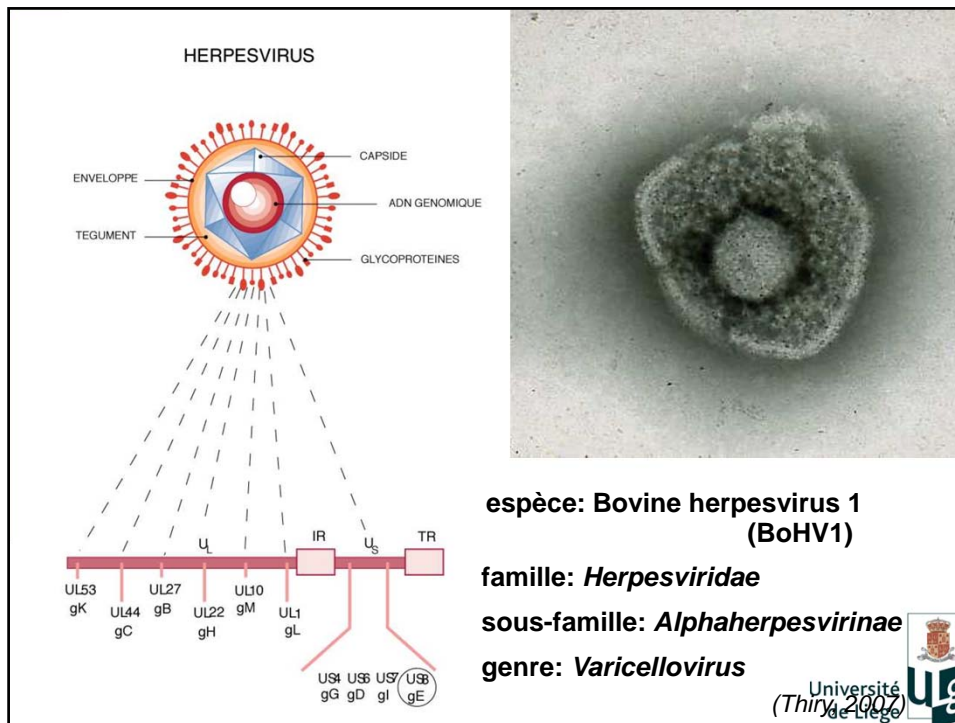 HERPESVIRUS
CAPSIDE
ENVELOPPE
ADN GENOMIQUE
TEGUMENT
GLYCOPROTEINES
UL IR US TR
UL53
gK
UL44
gC
UL27
gB
UL22
gH
UL10
gM
UL1
gL
US4 US6 US7 US8
gG gD gI gE
espèce: Bovine herpesvirus 1
(BoHV1)
famille: Herpesviridae
sous-famille: Alphaherpesvirinae
genre: Varicellovirus
(Thiry, 2007)
Université
de Liège
ULg